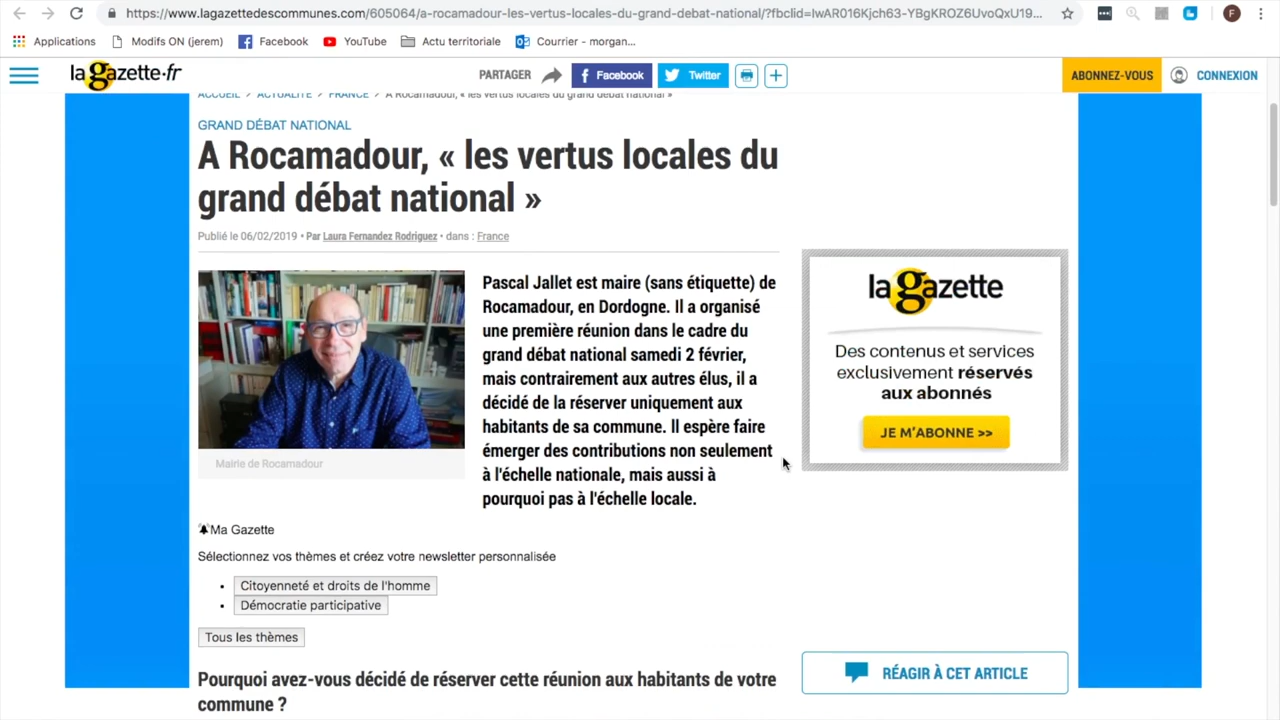 https://www.lagazettedescommunes.com/605064/a-rocamadour-les-vertus-locales-du-grand-debat-national/?fbclid=IwAR016Kjch63-YBgKROZ6UvoQxU19...
F
Applications Modifs ON (jerem) Facebook YouTube Actu territoriale Courrier - morgan...
la gazette.fr PARTAGER Facebook Twitter ABONNEZ-VOUS CONNEXION
ACCUEIL > ACTUALITÉ > FRANCE > A Rocamadour, « les vertus locales du grand débat national »
GRAND DÉBAT NATIONAL
A Rocamadour, « les vertus locales du
grand débat national »
Publié le 06/02/2019 • Par Laura Fernandez Rodriguez • dans : France
Mairie de Rocamadour
Pascal Jallet est maire (sans étiquette) de
Rocamadour, en Dordogne. Il a organisé
une première réunion dans le cadre du
grand débat national samedi 2 février,
mais contrairement aux autres élus, il a
décidé de la réserver uniquement aux
habitants de sa commune. Il espère faire
émerger des contributions non seulement
à l'échelle nationale, mais aussi à
pourquoi pas à l'échelle locale.
la gazette
Des contenus et services
exclusivement réservés
aux abonnés
JE M'ABONNE >>
Ma Gazette
Sélectionnez vos thèmes et créez votre newsletter personnalisée
• Citoyenneté et droits de l'homme
• Démocratie participative
Tous les thèmes
RÉAGIR À CET ARTICLE
Pourquoi avez-vous décidé de réserver cette réunion aux habitants de votre
commune ?